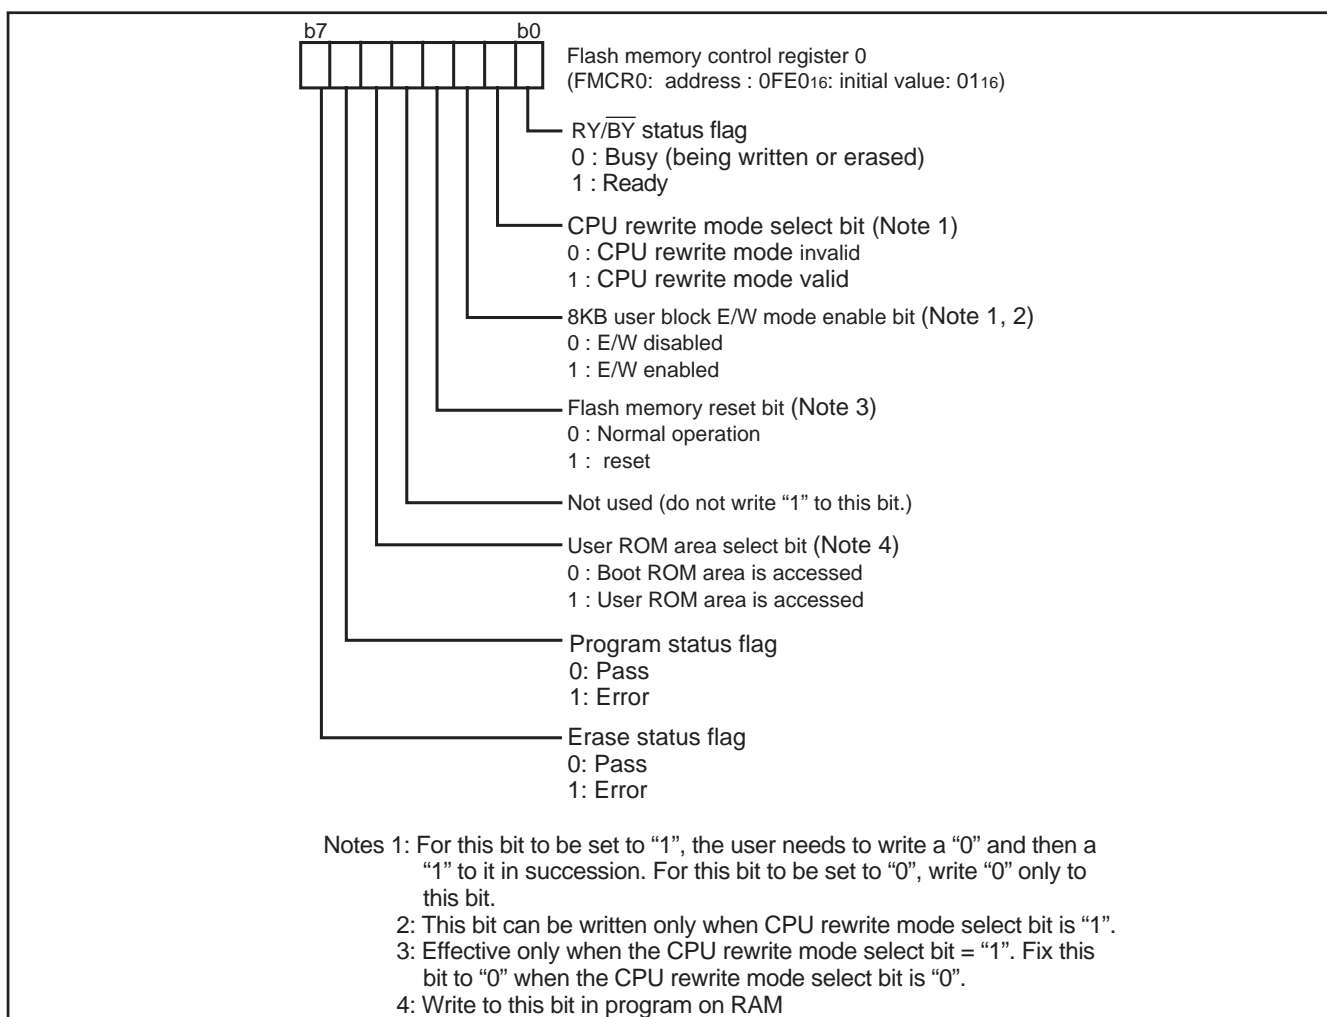 b7 b0
Flash memory control register 0
(FMCR0: address : 0FE016: initial value: 0116)
RY/BY status flag
0 : Busy (being written or erased)
1 : Ready
CPU rewrite mode select bit (Note 1)
0 : CPU rewrite mode invalid
1 : CPU rewrite mode valid
8KB user block E/W mode enable bit (Note 1, 2)
0 : E/W disabled
1 : E/W enabled
Flash memory reset bit (Note 3)
0 : Normal operation
1 : reset
Not used (do not write “1” to this bit.)
User ROM area select bit (Note 4)
0 : Boot ROM area is accessed
1 : User ROM area is accessed
Program status flag
0: Pass
1: Error
Erase status flag
0: Pass
1: Error
Notes 1: For this bit to be set to “1”, the user needs to write a “0” and then a
“1” to it in succession. For this bit to be set to “0”, write “0” only to
this bit.
2: This bit can be written only when CPU rewrite mode select bit is “1”.
3: Effective only when the CPU rewrite mode select bit = “1”. Fix this
bit to “0” when the CPU rewrite mode select bit is “0”.
4: Write to this bit in program on RAM